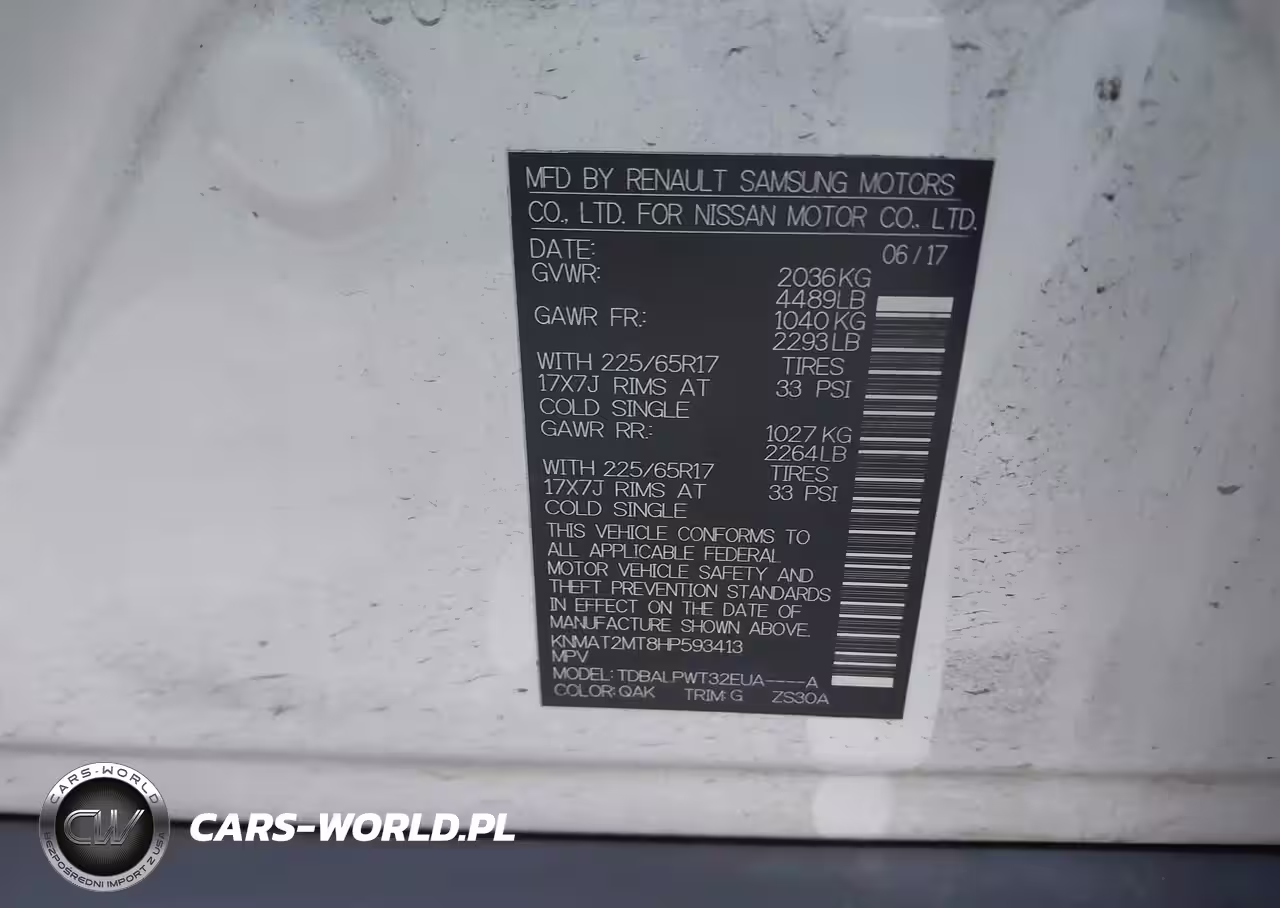 MFD BY RENAULT SAMSUNG MOTORS
CO., LTD. FOR NISSAN MOTOR CO., LTD.
DATE: 06/17
GVWR: 2036KG
4489LB
GAWR FR.: 1040KG
2293LB
WITH 225/65R17 TIRES
17X7J RIMS AT 33 PSI
COLD SINGLE
GAWR RR.: 1027KG
2264LB
WITH 225/65R17 TIRES
17X7J RIMS AT 33 PSI
COLD SINGLE
THIS VEHICLE CONFORMS TO
ALL APPLICABLE FEDERAL
MOTOR VEHICLE SAFETY AND
THEFT PREVENTION STANDARDS
IN EFFECT ON THE DATE OF
MANUFACTURE SHOWN ABOVE.
KNMAT2MT8HP593413
MPV
MODEL: TDBALPWT32EUA----A
COLOR: QAK TRIM: G ZS30A
CARS-WORLD
CW
BEZPOŚREDNI IMPORT Z USA
CARS-WORLD.PL